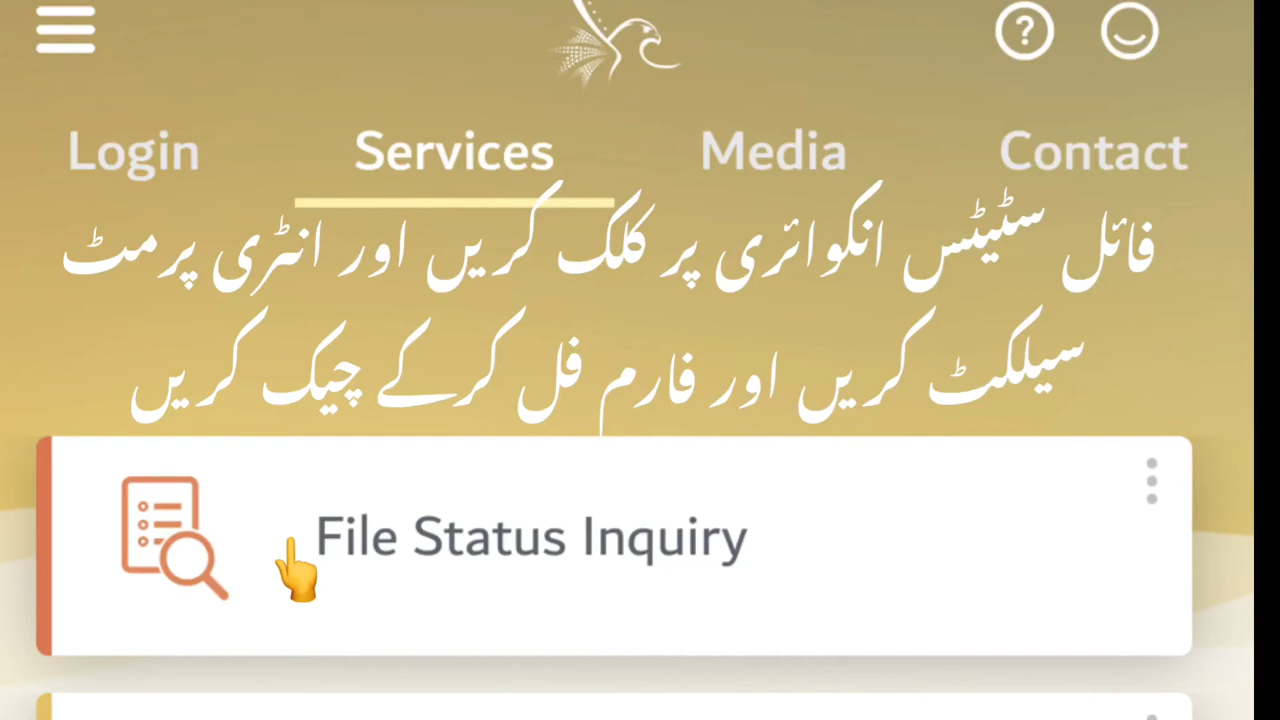 Login Services Media Contact
فائل سٹیٹس انکوائری پر کلک کریں اور انٹری پرمٹ
سیلکٹ کریں اور فارم فل کرکے چیک کریں
File Status Inquiry